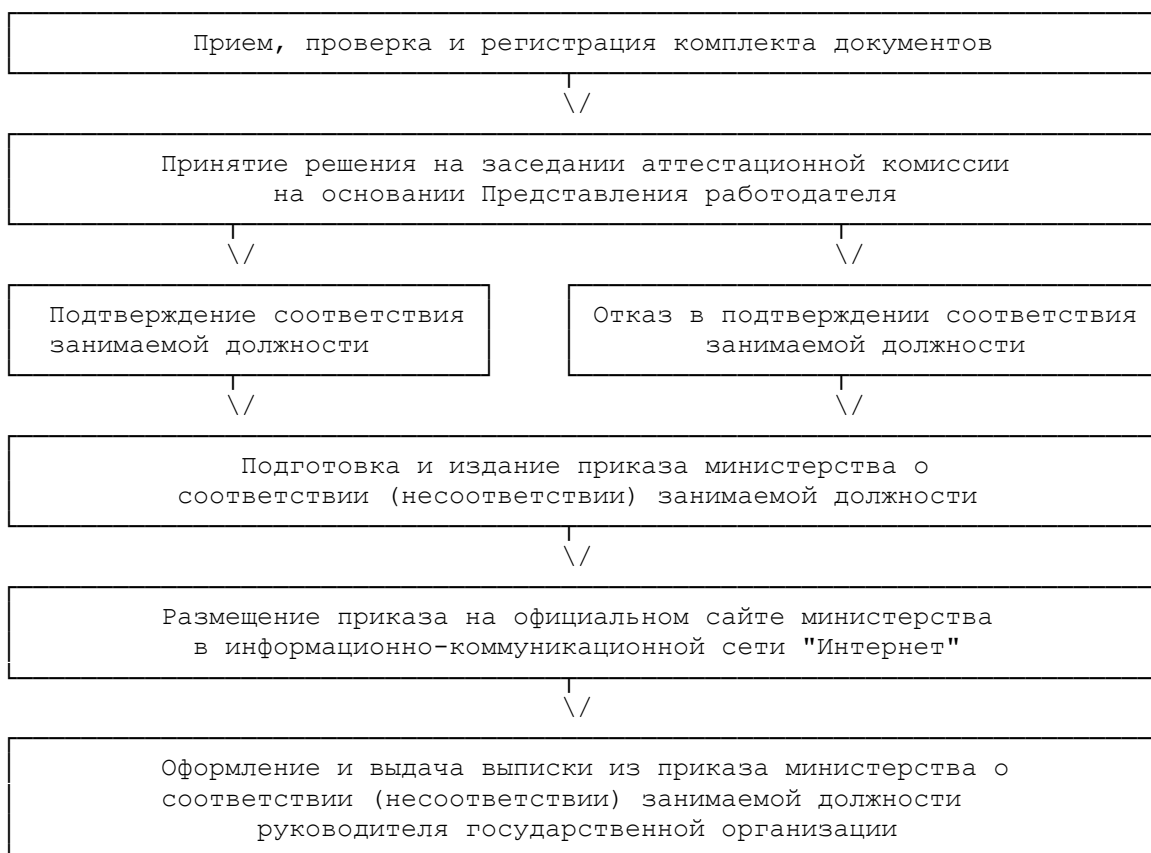 Прием, проверка и регистрация комплекта документов
Принятие решения на заседании аттестационной комиссии
на основании Представления работодателя
Подтверждение соответствия
занимаемой должности
Отказ в подтверждении соответствия
занимаемой должности
Подготовка и издание приказа министерства о
соответствии (несоответствии) занимаемой должности
Размещение приказа на официальном сайте министерства
в информационно-коммуникационной сети "Интернет"
Оформление и выдача выписки из приказа министерства о
соответствии (несоответствии) занимаемой должности
руководителя государственной организации